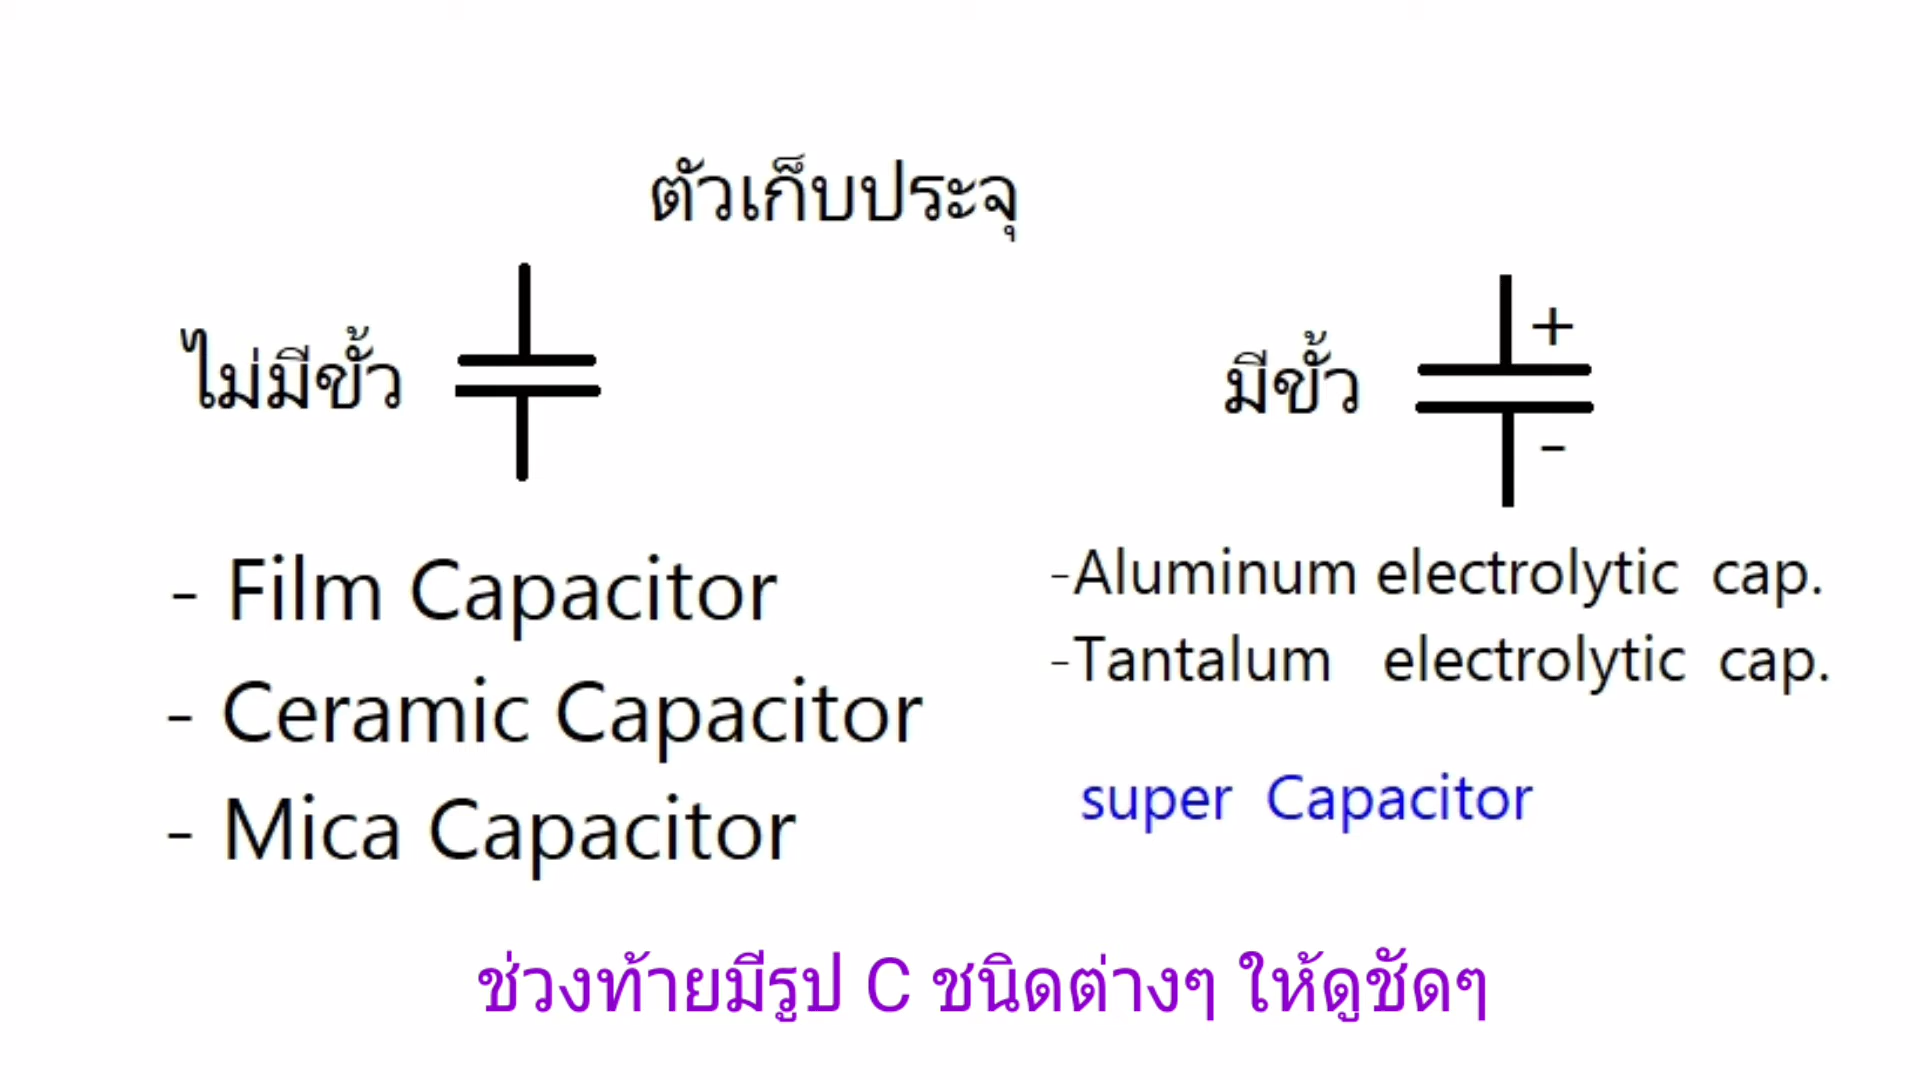 ตัวเก็บประจุ
ไม่มีขั้ว
- Film Capacitor
- Ceramic Capacitor
- Mica Capacitor
มีขั้ว
+
-
-Aluminum electrolytic cap.
-Tantalum electrolytic cap.
super Capacitor
ช่วงท้ายมีรูป C ชนิดต่างๆ ให้ดูชัดๆ